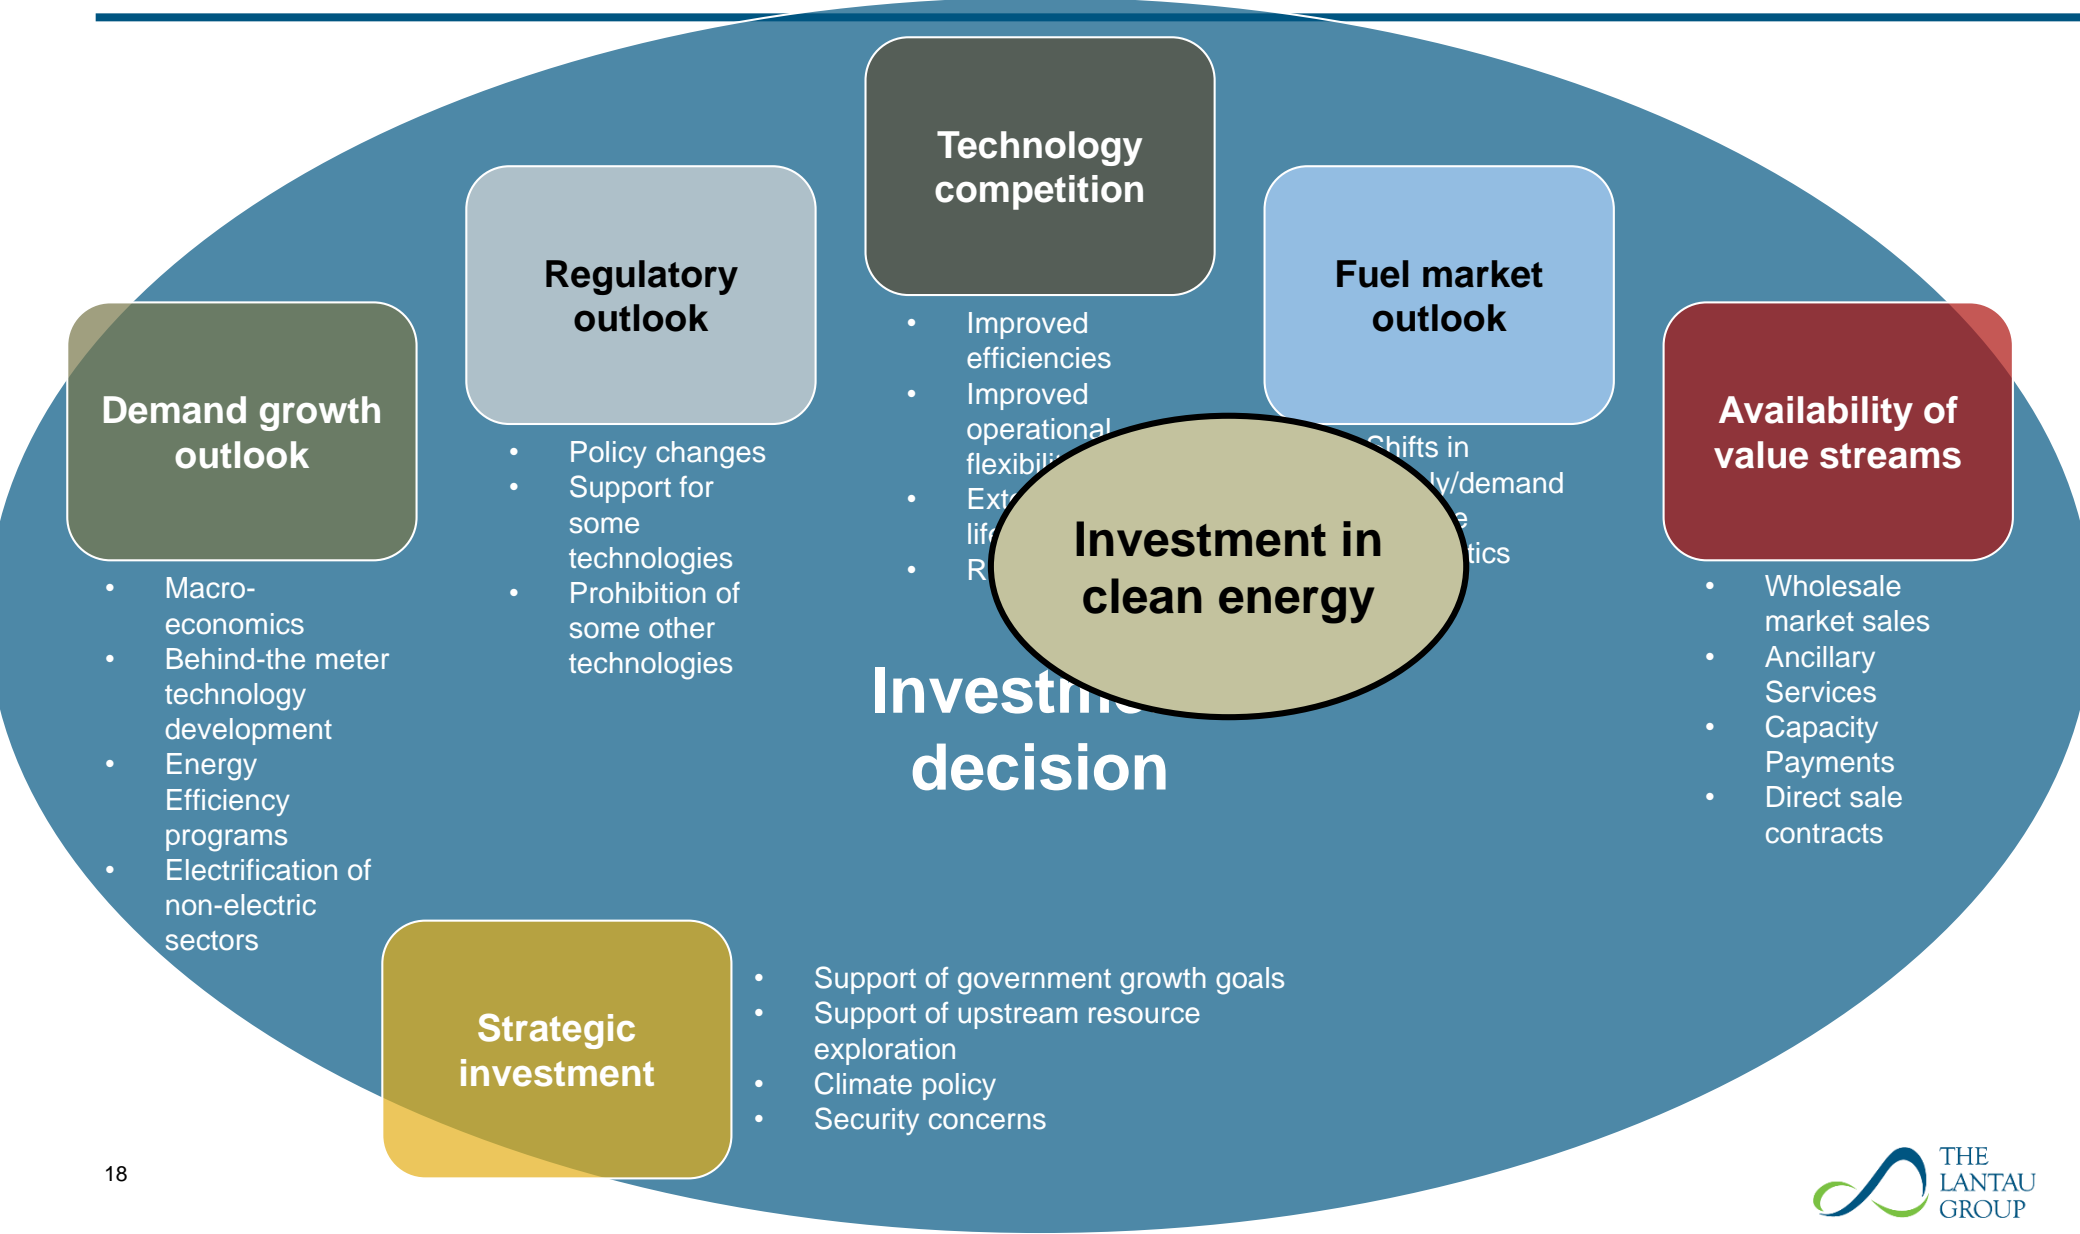 Technology
competition
• Improved
efficiencies
• Improved
operational
• life
Regulatory
outlook
• Policy changes
• Support for
some
technologies
• Prohibition of
some other
technologies
Fuel market
outlook
in
/demand
Demand growth
outlook
• Macro-
economics
• Behind-the meter
technology
development
• Energy
Efficiency
programs
• Electrification of
non-electric
sectors
Availability of
value streams
• Wholesale
market sales
• Ancillary
Services
• Capacity
Payments
• Direct sale
contracts
Investment in
clean energy
decision
Strategic
investment
• Support of government growth goals
• Support of upstream resource
exploration
• Climate policy
• Security concerns
18
THE
LANTAU
GROUP